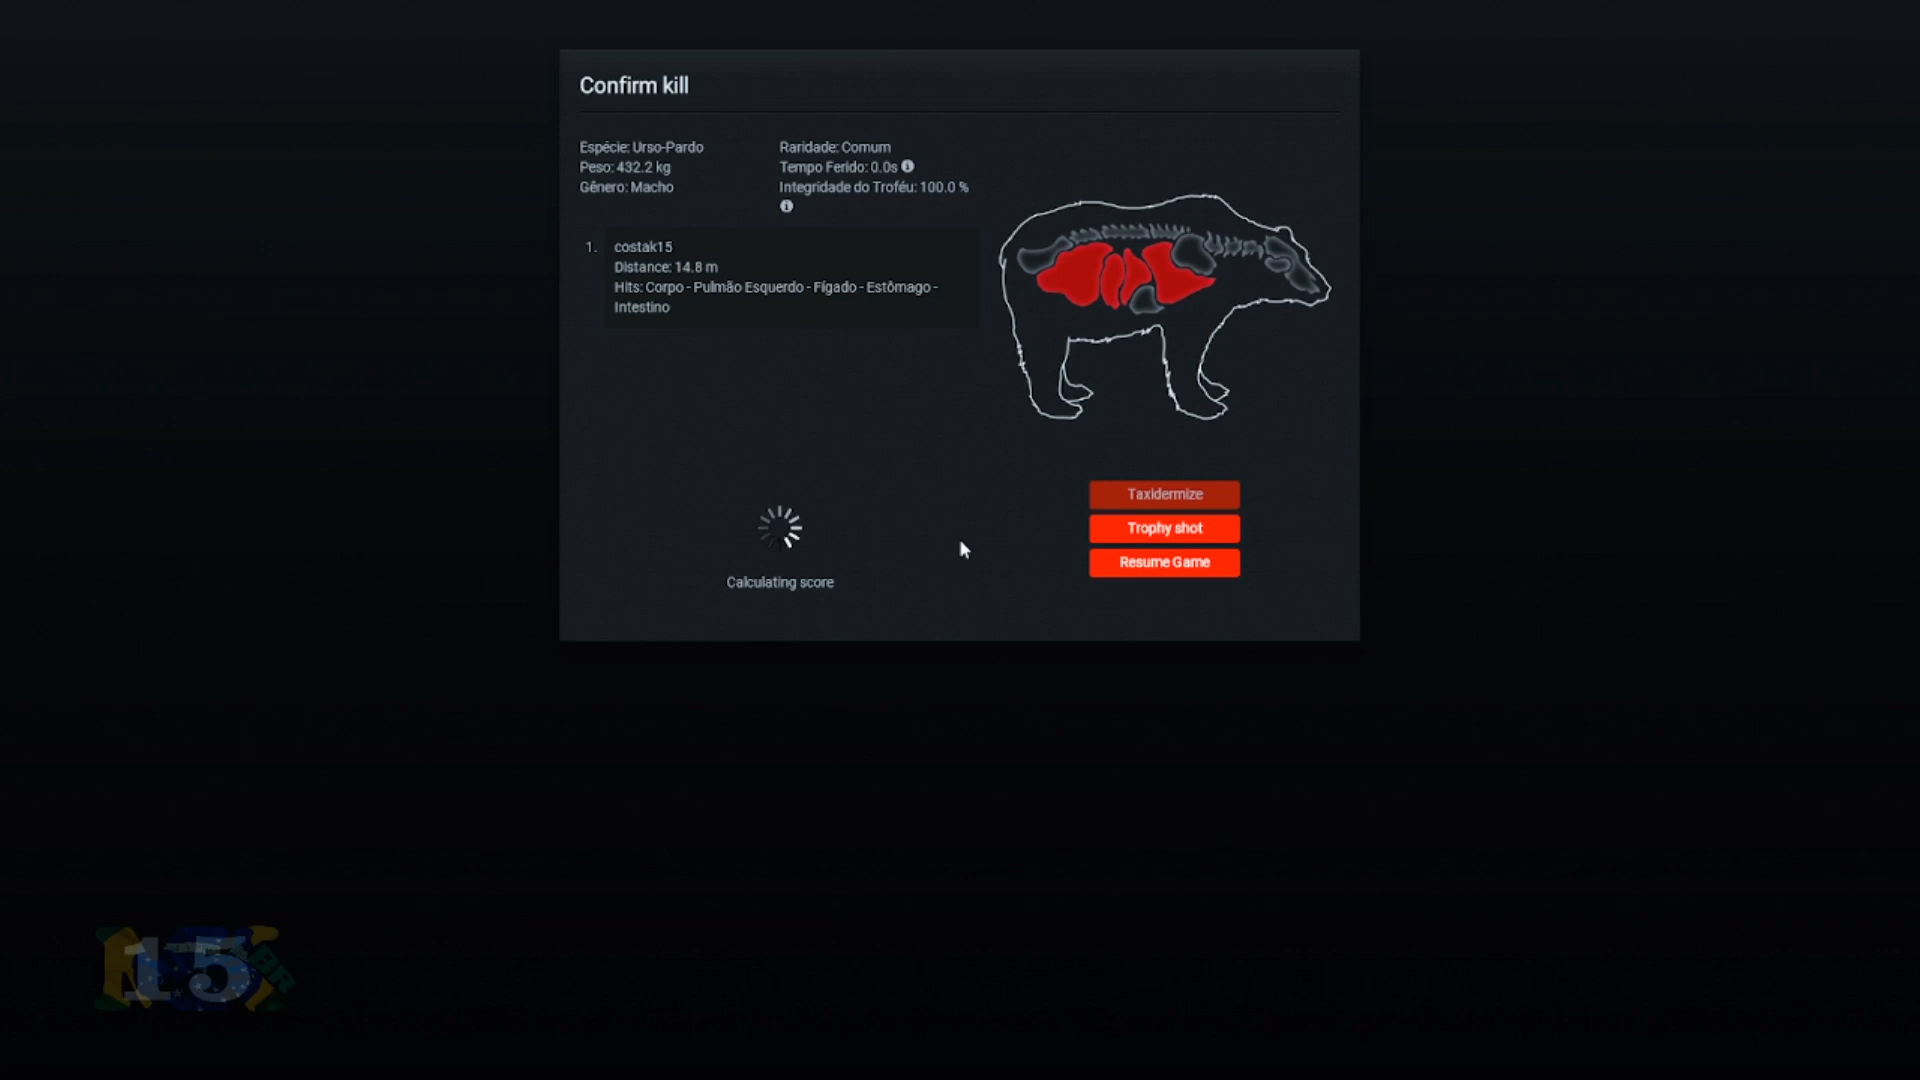 Confirm kill
Espécie: Urso-Pardo
Peso: 432.2 kg
Gênero: Macho
Raridade: Comum
Tempo Ferido: 0.0s
Integridade do Troféu: 100.0 %
1. costak15
Distance: 14.8 m
Hits: Corpo - Pulmão Esquerdo - Fígado - Estômago -
Intestino
Calculating score
Taxidermize
Trophy shot
Resume Game
15
BR